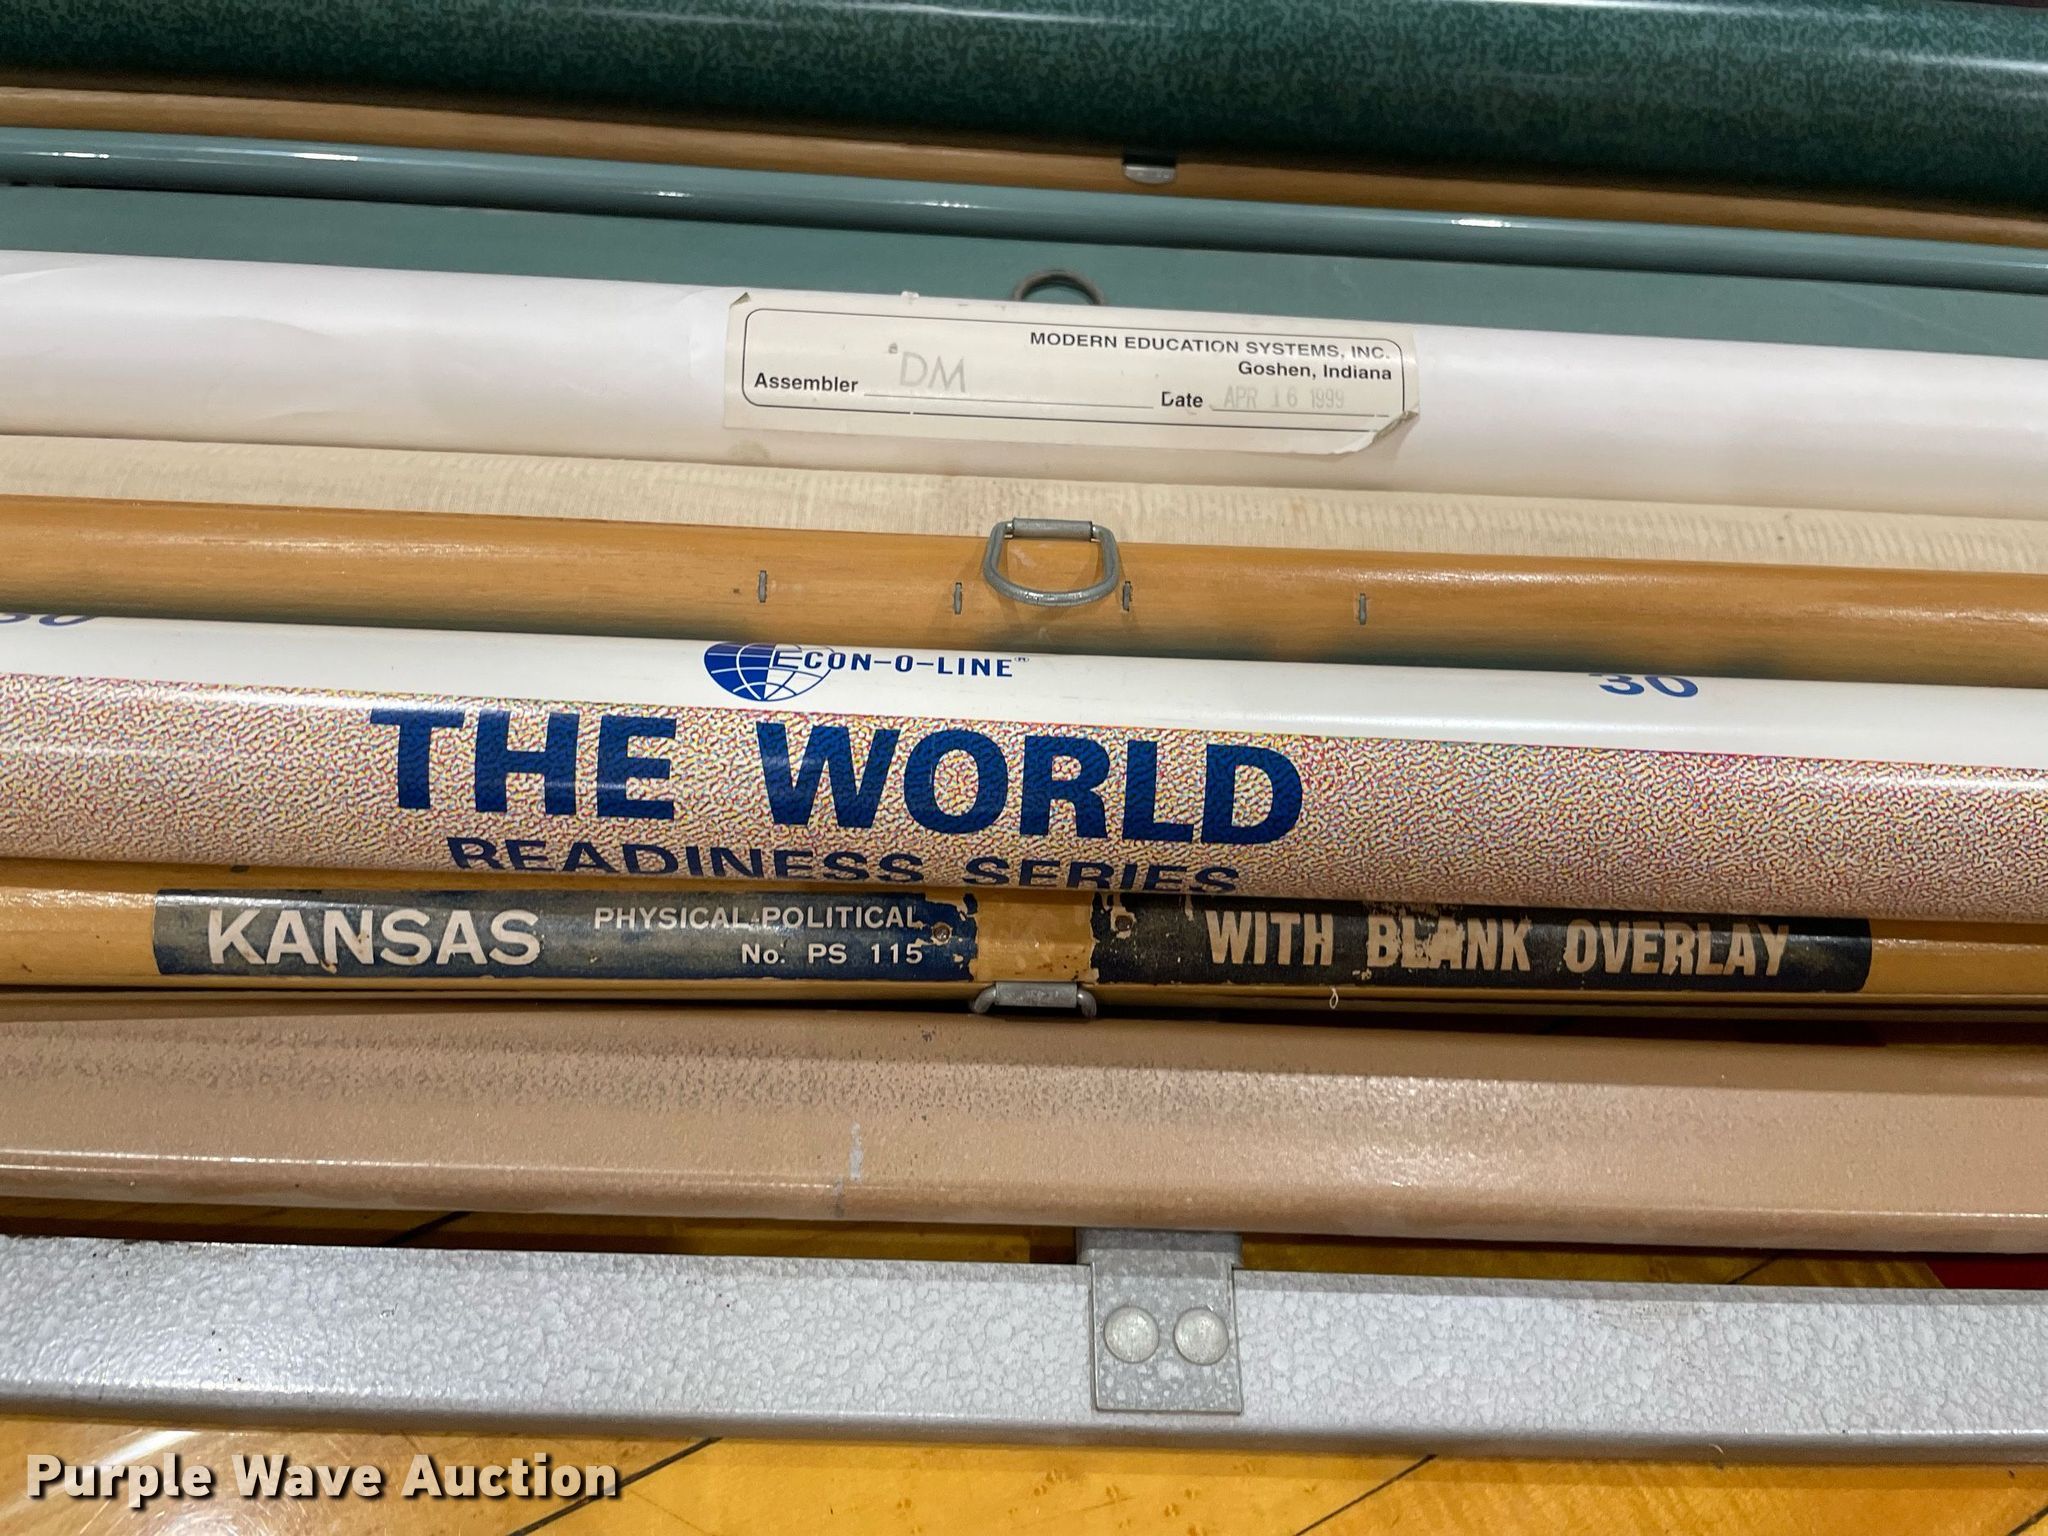 MODERN EDUCATION SYSTEMS, INC.
Goshen, Indiana
Assembler DM
Date APR 16 1999
ECON-O-LINE®
30
THE WORLD
READINESS SERIES
KANSAS
PHYSICAL-POLITICAL
No. PS 115
WITH BLANK OVERLAY
Purple Wave Auction